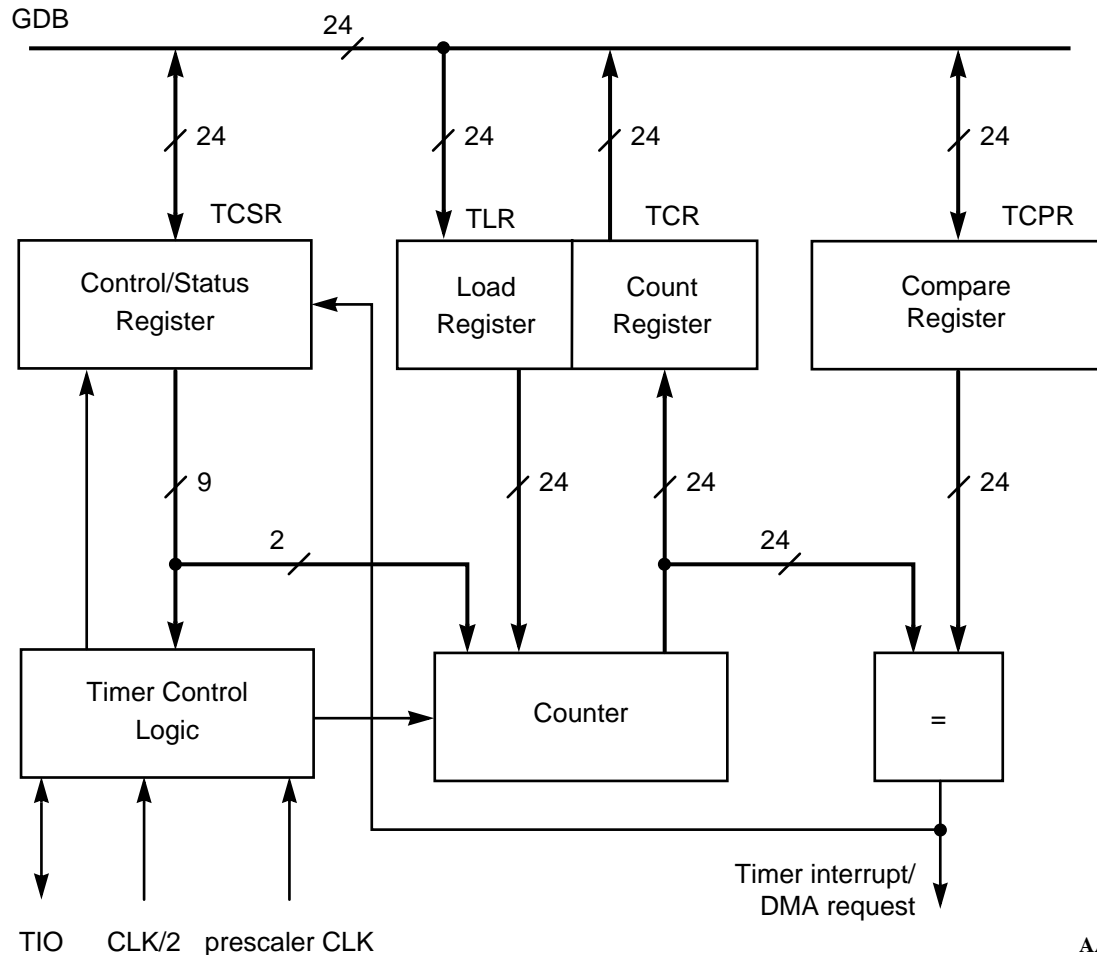 GDB
24
24
24
24
24
TCSR
TLR
TCR
TCPR
Control/Status
Register
Load
Register
Count
Register
Compare
Register
9
24
24
24
2
24
Timer Control
Logic
Counter
=
Timer interrupt/
DMA request
TIO
CLK/2
prescaler CLK